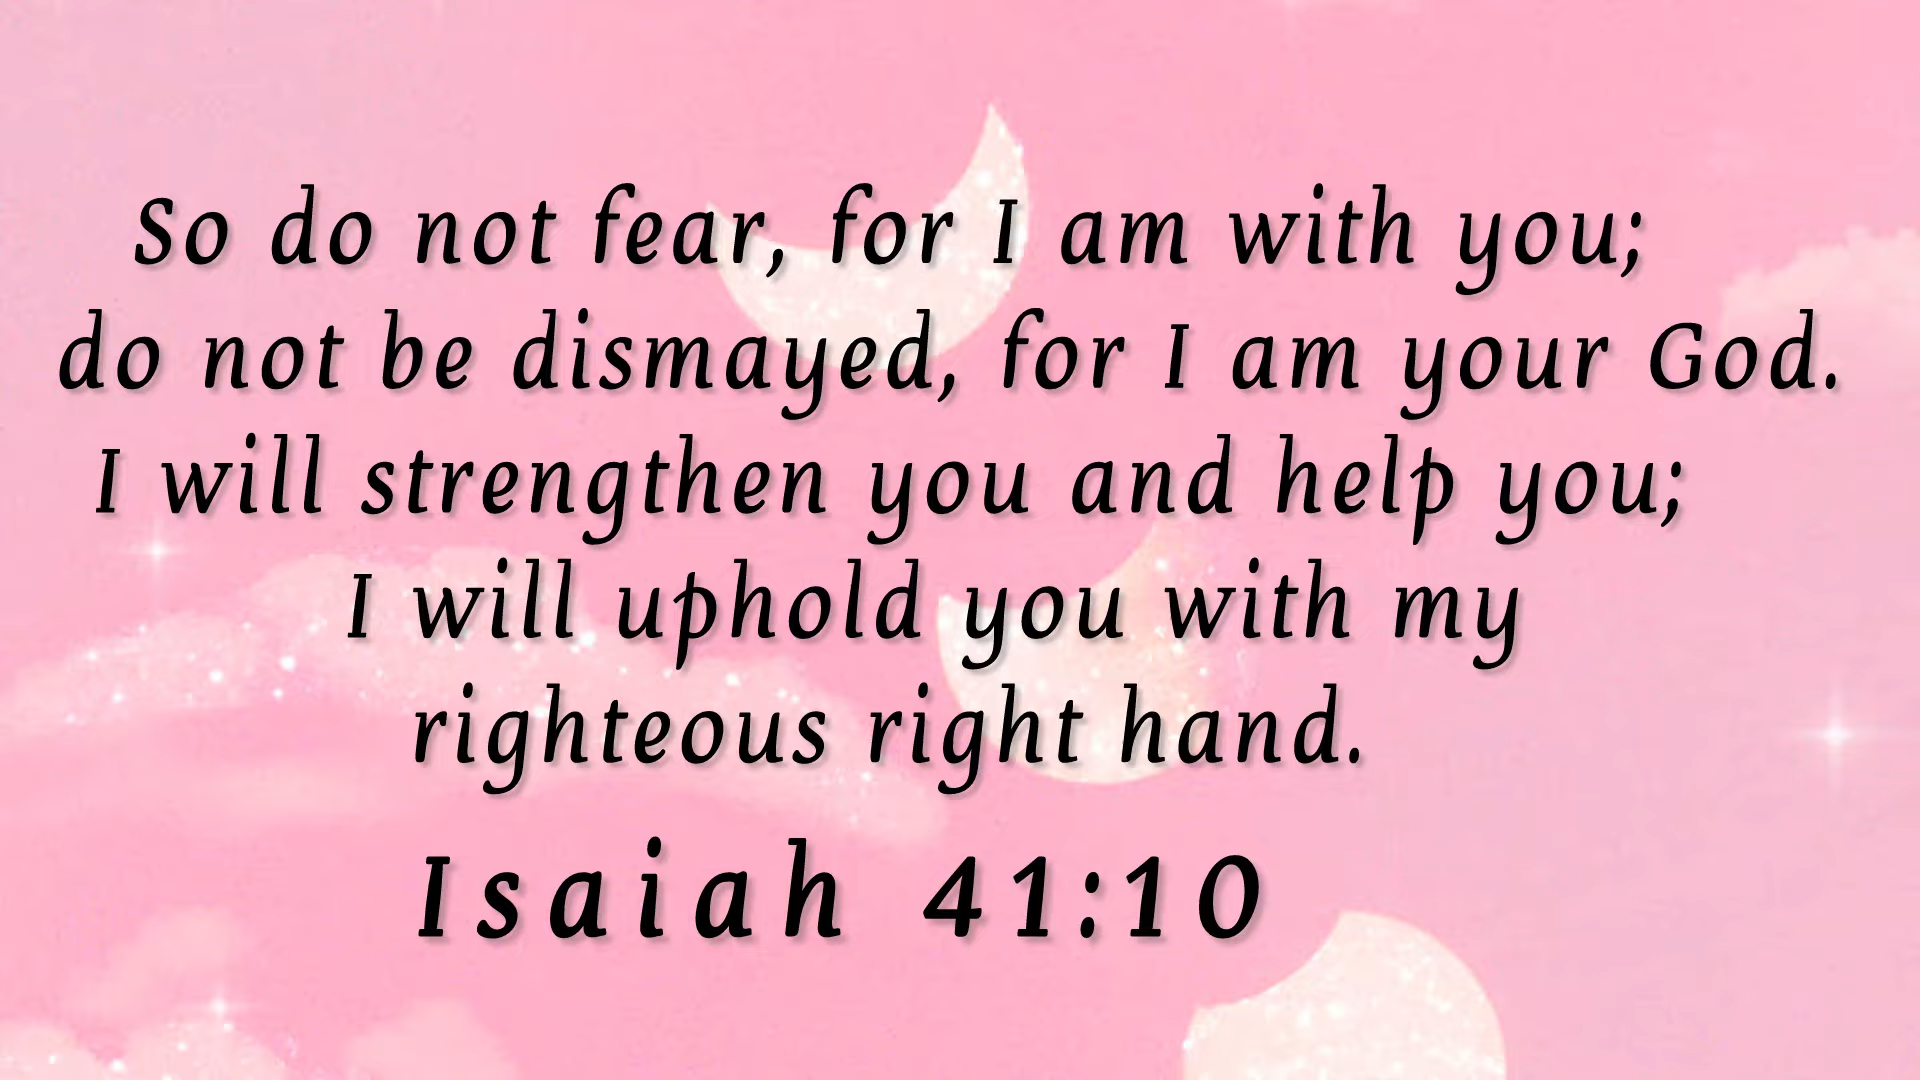 So do not fear, for I am with you;
do not be dismayed, for I am your God.
I will strengthen you and help you;
I will uphold you with my
righteous right hand.
Isaiah 41:10